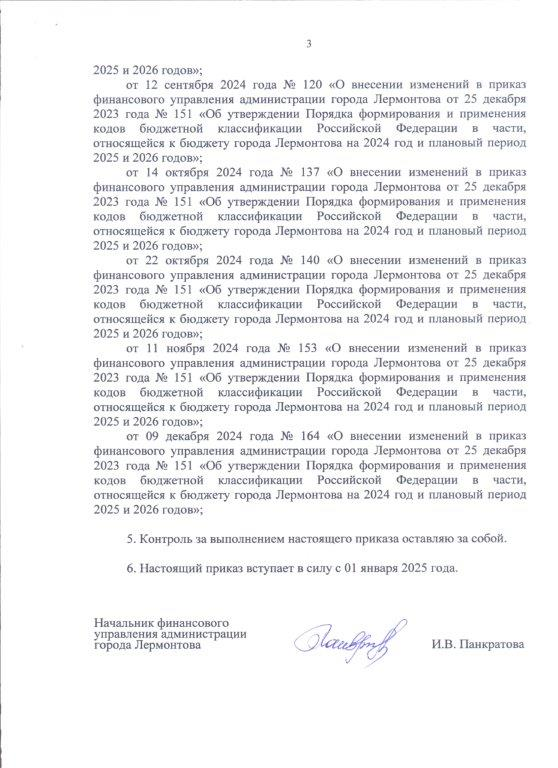 3
2025 и 2026 годов»;
от 12 сентября 2024 года № 120 «О внесении изменений в приказ
финансового управления администрации города Лермонтова от 25 декабря
2023 года № 151 «Об утверждении Порядка формирования и применения
кодов бюджетной классификации Российской Федерации в части,
относящейся к бюджету города Лермонтова на 2024 год и плановый период
2025 и 2026 годов»;
от 14 октября 2024 года № 137 «О внесении изменений в приказ
финансового управления администрации города Лермонтова от 25 декабря
2023 года № 151 «Об утверждении Порядка формирования и применения
кодов бюджетной классификации Российской Федерации в части,
относящейся к бюджету города Лермонтова на 2024 год и плановый период
2025 и 2026 годов»;
от 22 октября 2024 года № 140 «О внесении изменений в приказ
финансового управления администрации города Лермонтова от 25 декабря
2023 года № 151 «Об утверждении Порядка формирования и применения
кодов бюджетной классификации Российской Федерации в части,
относящейся к бюджету города Лермонтова на 2024 год и плановый период
2025 и 2026 годов»;
от 11 ноября 2024 года № 153 «О внесении изменений в приказ
финансового управления администрации города Лермонтова от 25 декабря
2023 года № 151 «Об утверждении Порядка формирования и применения
кодов бюджетной классификации Российской Федерации в части,
относящейся к бюджету города Лермонтова на 2024 год и плановый период
2025 и 2026 годов»;
от 09 декабря 2024 года № 164 «О внесении изменений в приказ
финансового управления администрации города Лермонтова от 25 декабря
2023 года № 151 «Об утверждении Порядка формирования и применения
кодов бюджетной классификации Российской Федерации в части,
относящейся к бюджету города Лермонтова на 2024 год и плановый период
2025 и 2026 годов»;
5. Контроль за выполнением настоящего приказа оставляю за собой.
6. Настоящий приказ вступает в силу с 01 января 2025 года.
Начальник финансового
управления администрации
города Лермонтова И.В. Панкратова